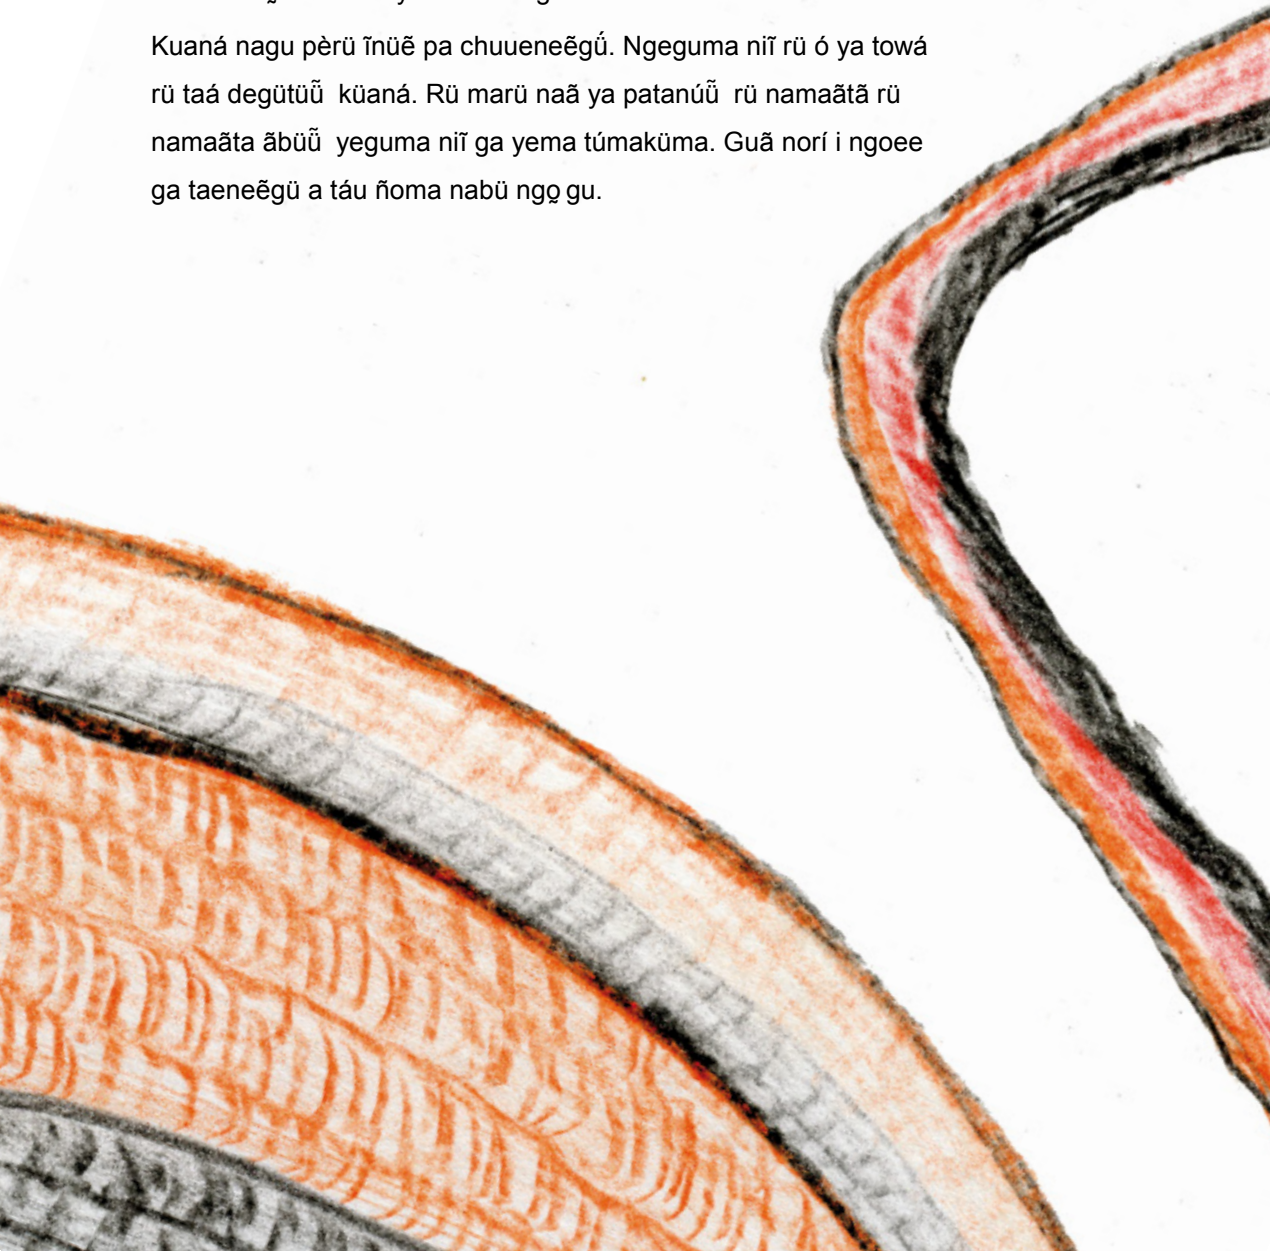 Kuaná nagu pèrü ĩnüẽ pa chuueneẽgǘ. Ngeguma niĩ rü ó ya towá
rü taá degütüü̃ küaná. Rü marü naã ya patanúü̃ rü namaãtã rü
namaãta ãbüü̃ yeguma niĩ ga yema túmaküma. Guã norí i ngoee
ga taeneẽgü a táu ñoma nabü ngo̰ gu.